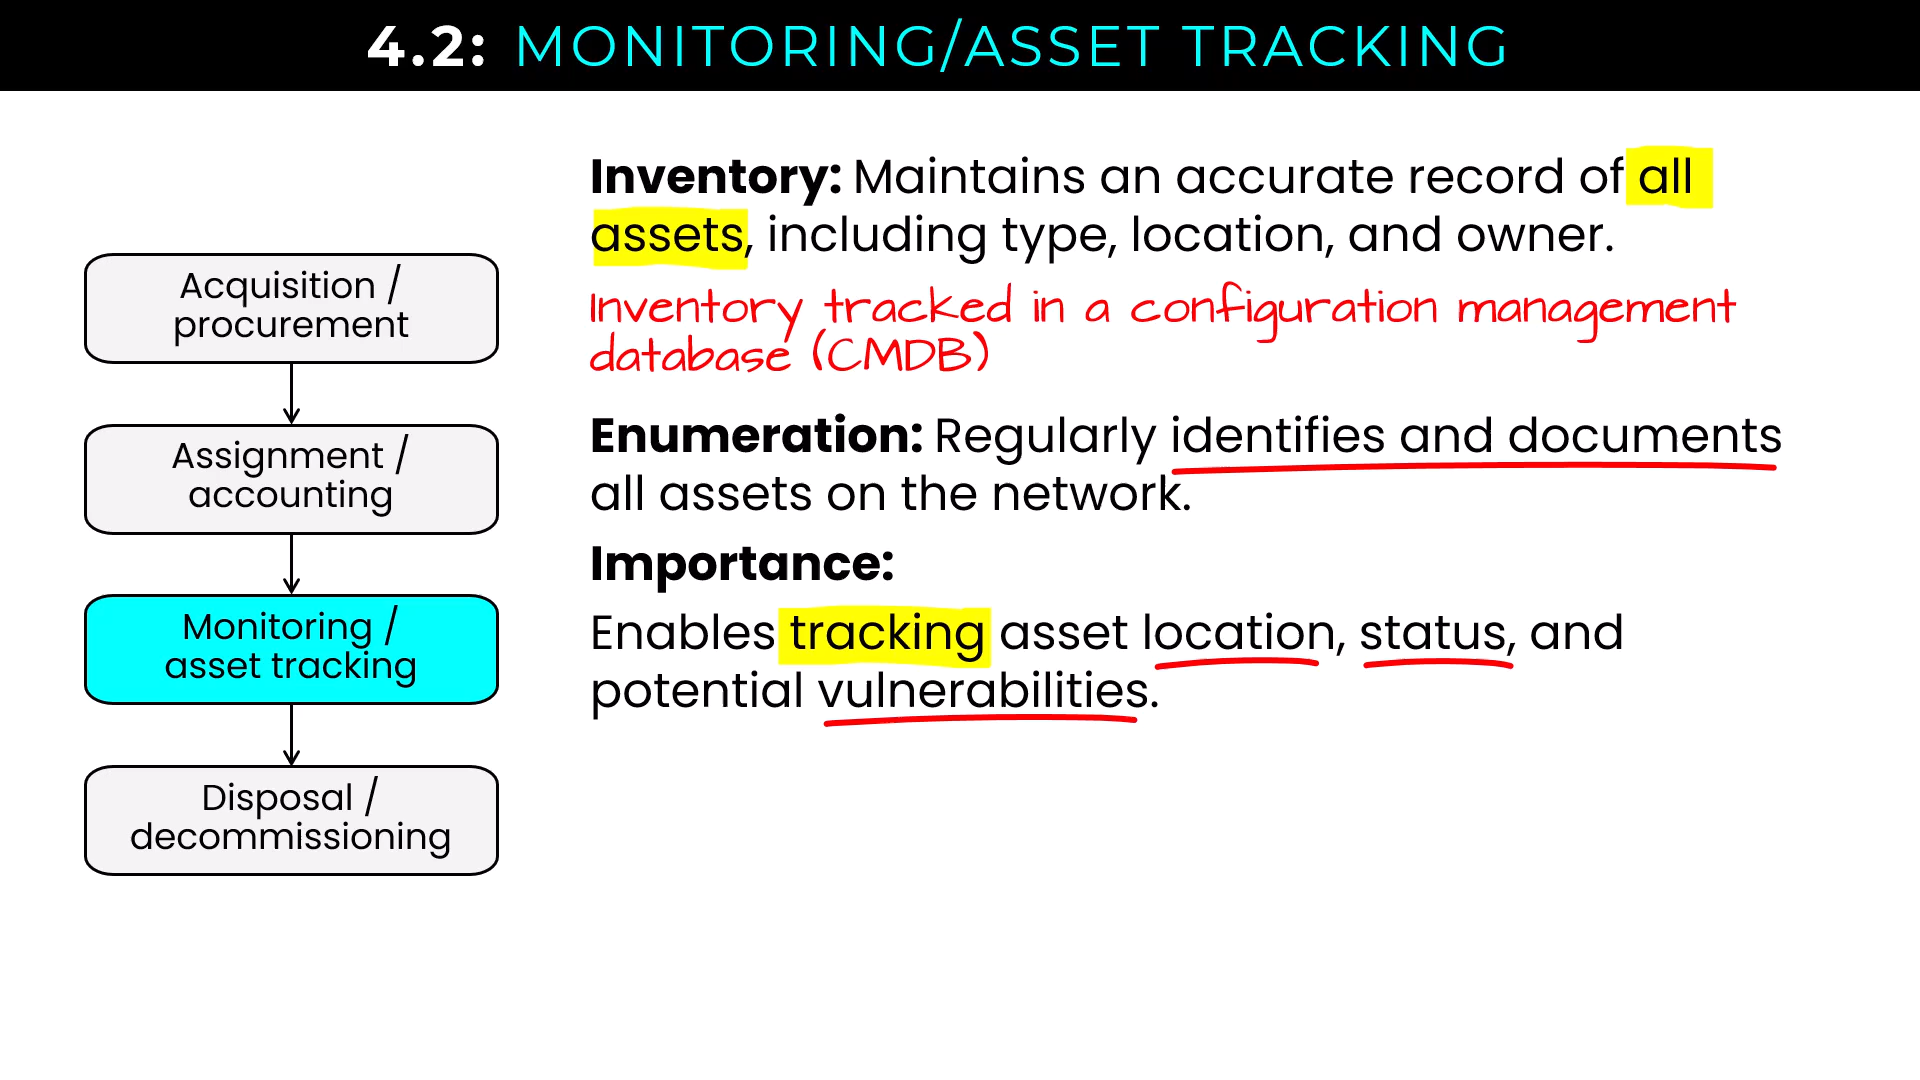 4.2: MONITORING/ASSET TRACKING
Acquisition /
procurement
Assignment /
accounting
Monitoring /
asset tracking
Disposal /
decommissioning
Inventory: Maintains an accurate record of all
assets, including type, location, and owner.
Inventory tracked in a configuration management
database (CMDB)
Enumeration: Regularly identifies and documents
all assets on the network.
Importance:
Enables tracking asset location, status, and
potential vulnerabilities.